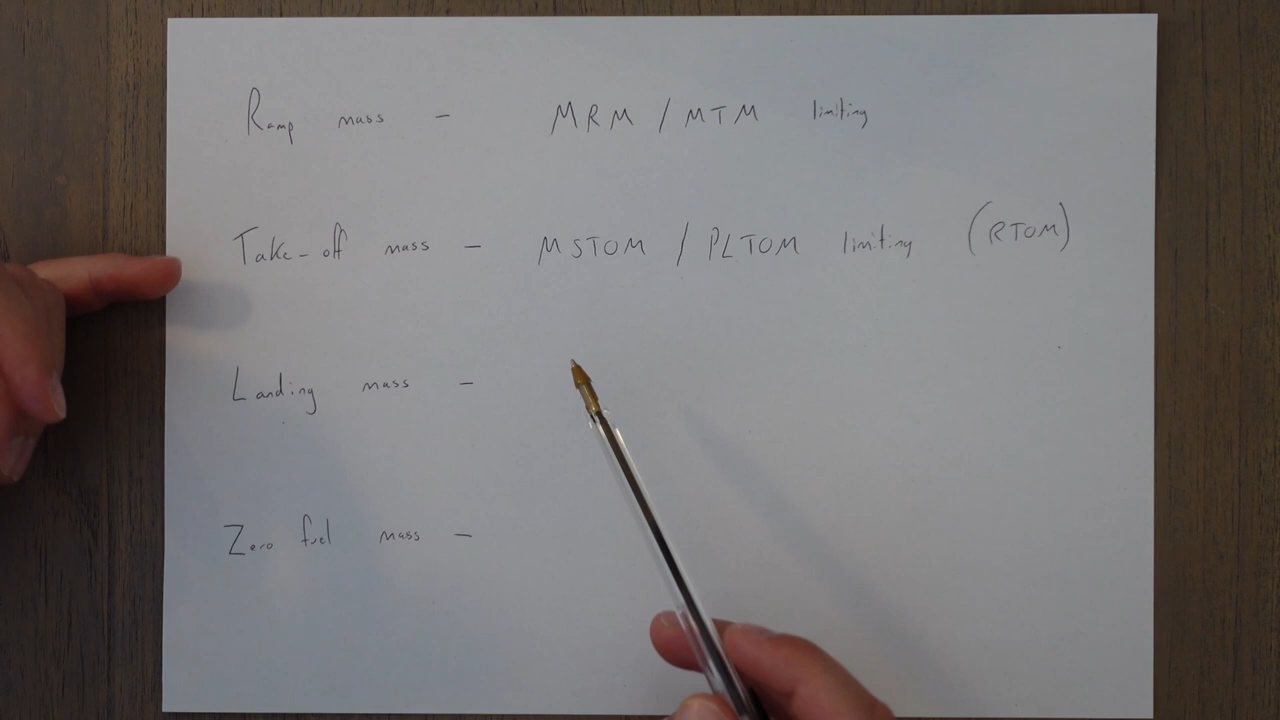 Ramp mass - MRM / MTM limiting
Take-off mass - MSTOM / PLTOM limiting (RTOM)
Landing mass -
Zero fuel mass -